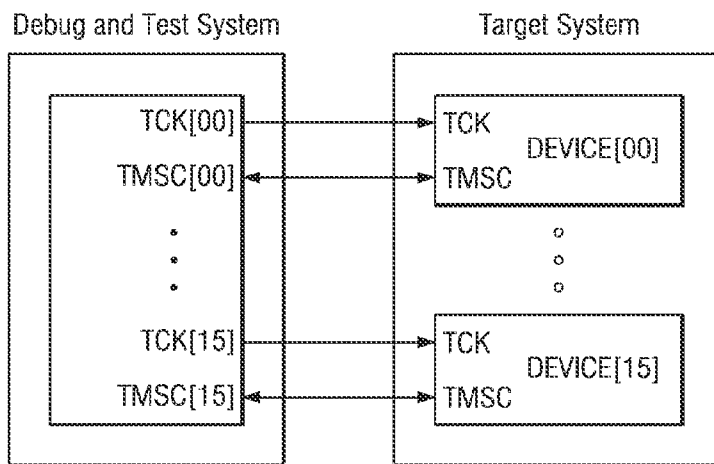 Debug and Test System
Target System
TCK[00]
TCK
DEVICE[00]
TMSC[00]
TMSC
TCK[15]
TCK
DEVICE[15]
TMSC[15]
TMSC